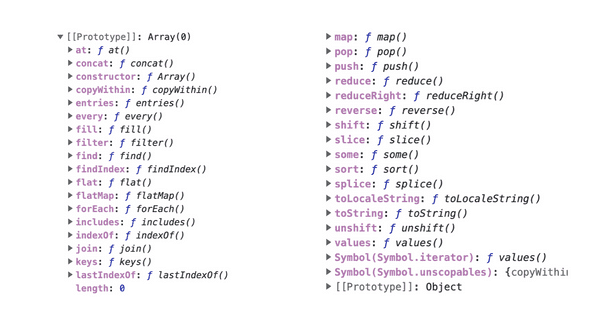 [[Prototype]]: Array(0)
at: ƒ at()
concat: ƒ concat()
constructor: ƒ Array()
copyWithin: ƒ copyWithin()
entries: ƒ entries()
every: ƒ every()
fill: ƒ fill()
filter: ƒ filter()
find: ƒ find()
findIndex: ƒ findIndex()
flat: ƒ flat()
flatMap: ƒ flatMap()
forEach: ƒ forEach()
includes: ƒ includes()
indexOf: ƒ indexOf()
join: ƒ join()
keys: ƒ keys()
lastIndexOf: ƒ lastIndexOf()
length: 0
map: ƒ map()
pop: ƒ pop()
push: ƒ push()
reduce: ƒ reduce()
reduceRight: ƒ reduceRight()
reverse: ƒ reverse()
shift: ƒ shift()
slice: ƒ slice()
some: ƒ some()
sort: ƒ sort()
splice: ƒ splice()
toLocaleString: ƒ toLocaleString()
toString: ƒ toString()
unshift: ƒ unshift()
values: ƒ values()
Symbol(Symbol.iterator): ƒ values()
Symbol(Symbol.unscopables): {copyWithin
[[Prototype]]: Object